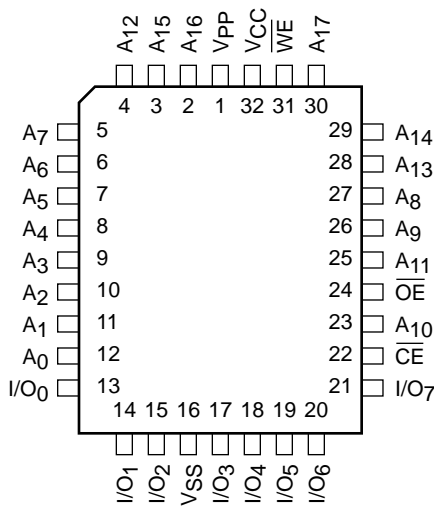 A12 A15 A16 VPP VCC W̅E̅ A17
4 3 2 1 32 31 30
A7 5 29 A14
A6 6 28 A13
A5 7 27 A8
A4 8 26 A9
A3 9 25 A11
A2 10 24 O̅E̅
A1 11 23 A10
A0 12 22 C̅E̅
I/O0 13 21 I/O7
14 15 16 17 18 19 20
I/O1 I/O2 VSS I/O3 I/O4 I/O5 I/O6